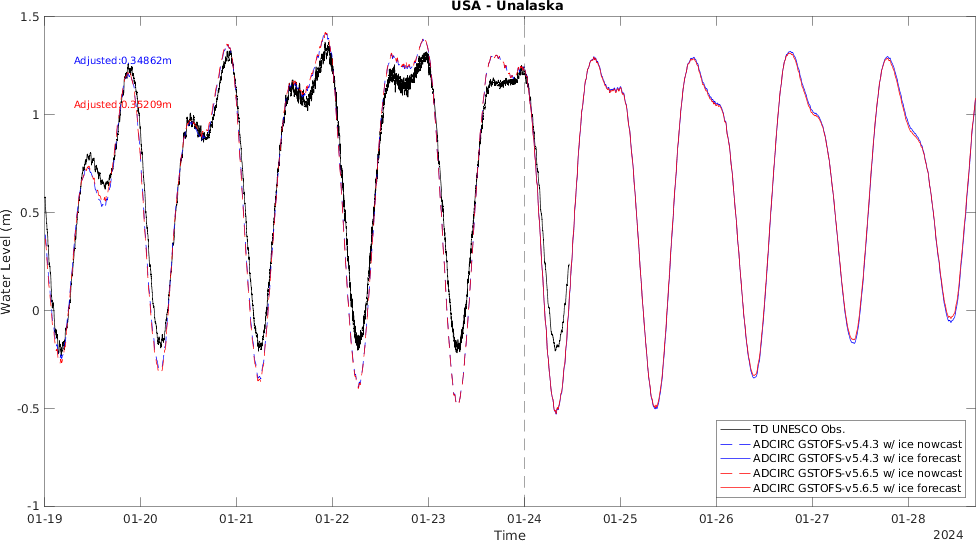 USA - Unalaska
1.5
Adjusted:0.34862m
Adjusted:0.35209m
1
0.5
0
-0.5
-1
Water Level (m)
TD UNESCO Obs.
ADCIRC GSTOFS-v5.4.3 w/ ice nowcast
ADCIRC GSTOFS-v5.4.3 w/ ice forecast
ADCIRC GSTOFS-v5.6.5 w/ ice nowcast
ADCIRC GSTOFS-v5.6.5 w/ ice forecast
01-19 01-20 01-21 01-22 01-23 01-24 01-25 01-26 01-27 01-28
Time
2024